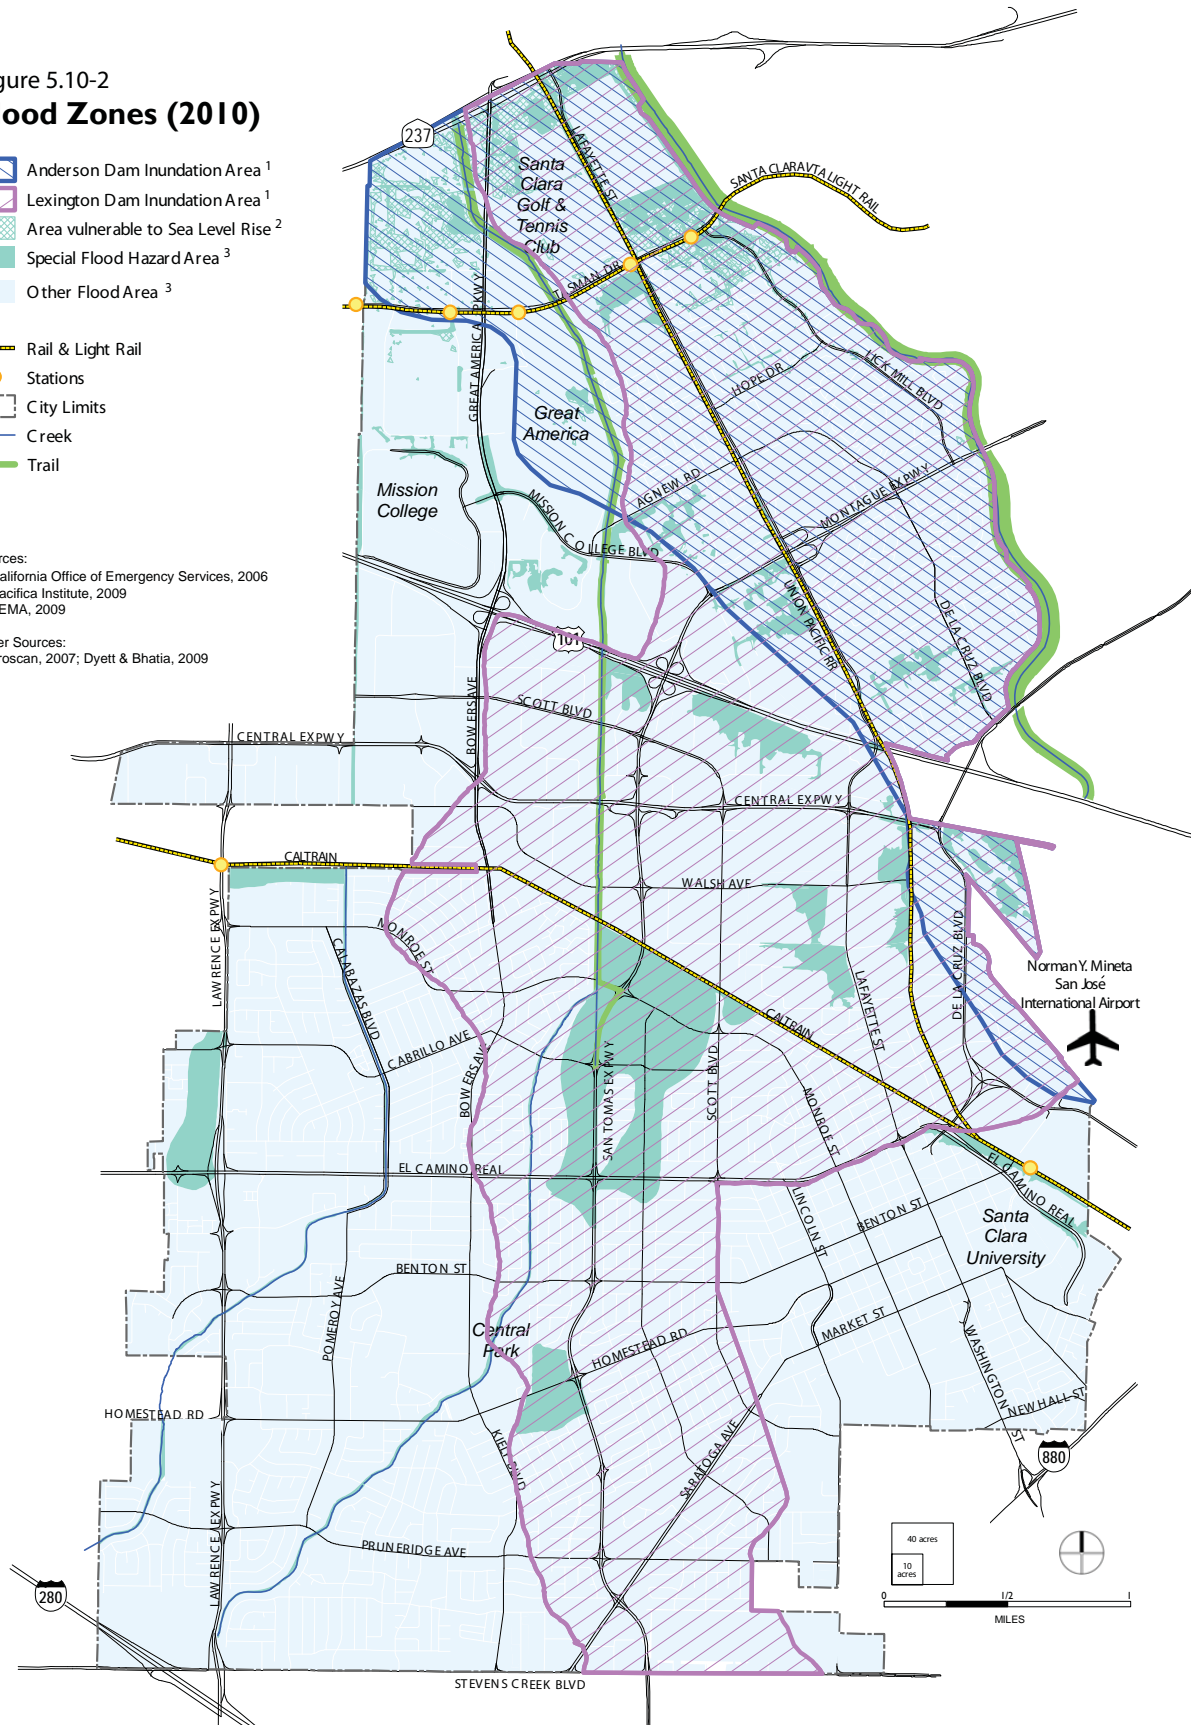 gure 5.10-2
ood Zones (2010)
Anderson Dam Inundation Area 1
Lexington Dam Inundation Area 1
Area vulnerable to Sea Level Rise 2
Special Flood Hazard Area 3
Other Flood Area 3
Rail & Light Rail
Stations
City Limits
Creek
Trail
rces:
alifornia Office of Emergency Services, 2006
acifica Institute, 2009
EMA, 2009
er Sources:
roscan, 2007; Dyett & Bhatia, 2009
237
LAFAYETTE ST
Santa
Clara
Golf &
Tennis
Club
SANTA CLARA VTA LIGHT RAIL
TASMAN DR
GREAT AMERICA PKWY
LICK MILL BLVD
HOPE DR
Great
America
Mission
College
AGNEW RD
MONTAGUE EXPWY
MISSION COLLEGE BLVD
UNION PACIFIC RR
DE LA CRUZ BLVD
101
BOWERS AVE
SCOTT BLVD
CENTRAL EXPWY
CENTRAL EXPWY
CALTRAIN
WALSH AVE
LAWRENCE EXPWY
MONROE ST
CALABAZAS BLVD
DE LA CRUZ BLVD
Norman Y. Mineta
San José
International Airport
LAFAYETTE ST
CALTRAIN
CABRILLO AVE
BOWERS AV
SAN TOMAS EXPWY
SCOTT BLVD
MONROE ST
EL CAMINO REAL
EL CAMINO REAL
LINCOLN ST
BENTON ST
Santa
Clara
University
BENTON ST
POMEROY AVE
Central
Park
HOMESTEAD RD
MARKET ST
WASHINGTON ST
NEWHALL ST
HOMESTEAD RD
KIELY BLVD
SARATOGA AVE
880
LAWRENCE EXPWY
PRUNERIDGE AVE
40 acres
10
acres
280
0 1/2 1
MILES
STEVENS CREEK BLVD